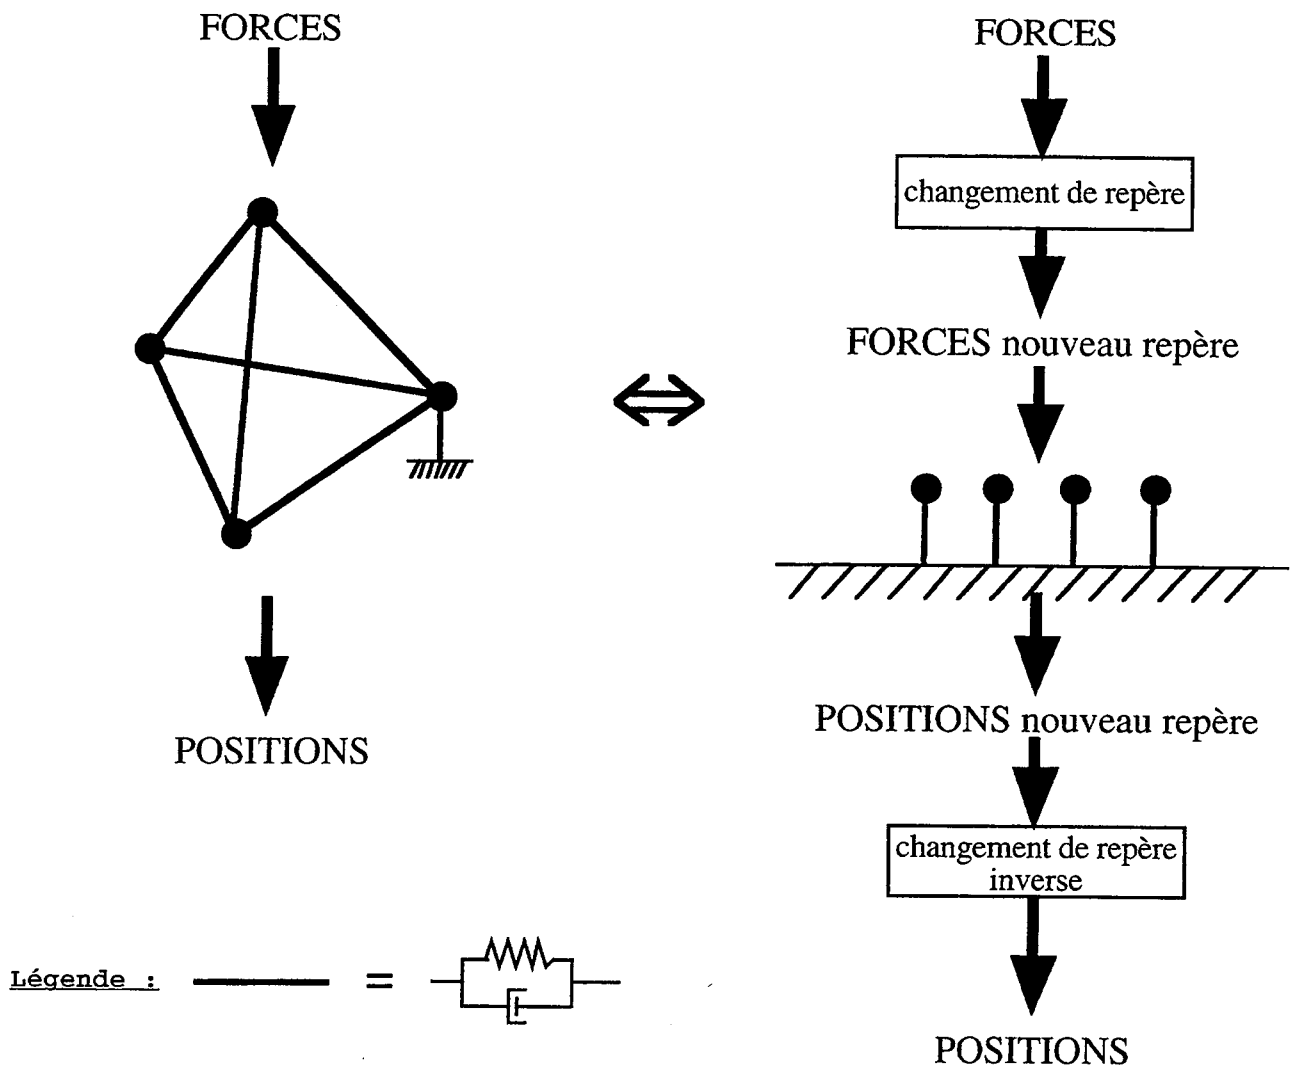 FORCES
POSITIONS
FORCES
changement de repère
FORCES nouveau repère
POSITIONS nouveau repère
changement de repère
inverse
POSITIONS
Légende :
=